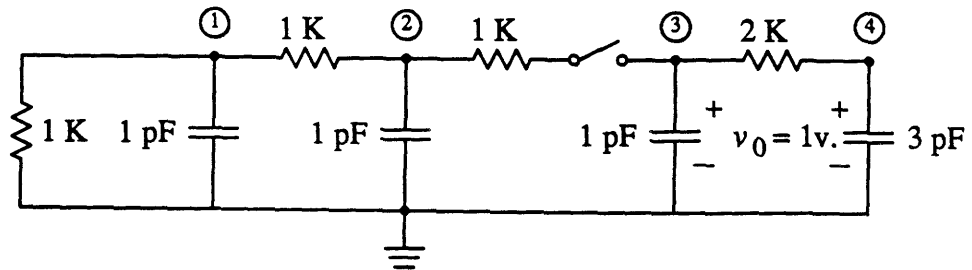 ① 1 K ② 1 K ③ 2 K ④
1 K 1 pF 1 pF 1 pF + v₀ = 1v. + 3 pF
− −